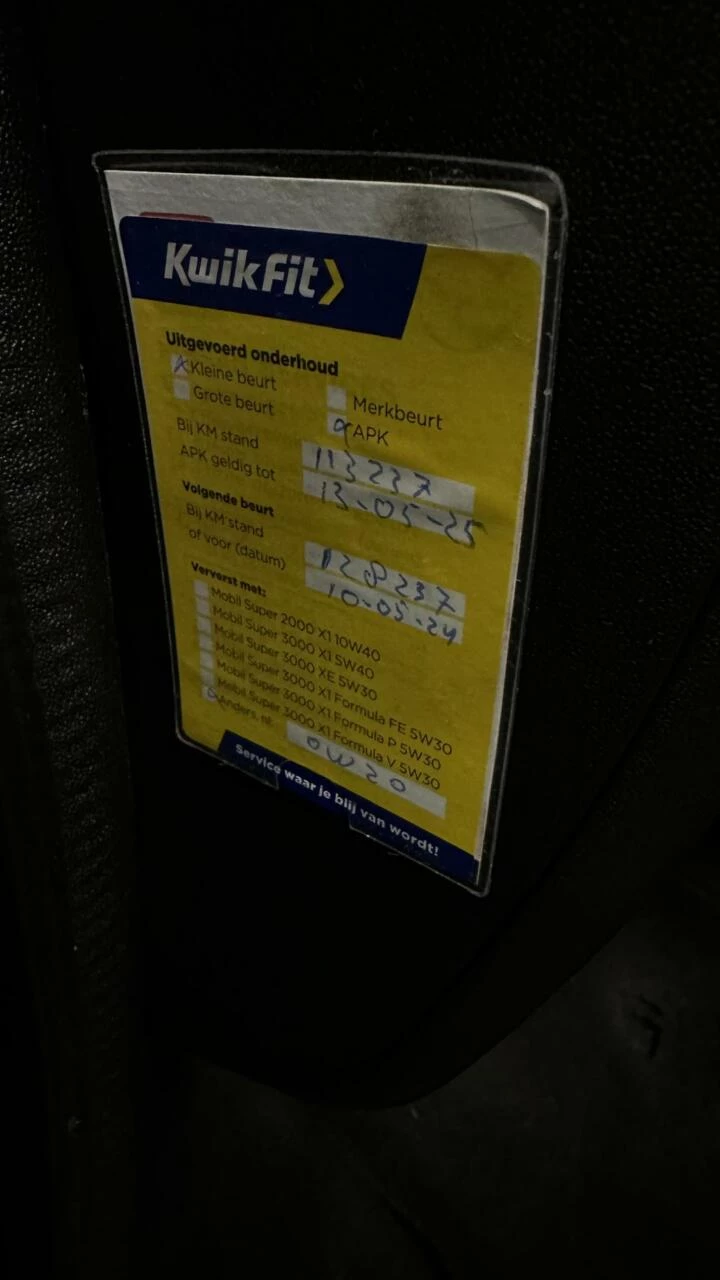 KwikFit
Uitgevoerd onderhoud
Kleine beurt
Grote beurt
Merkbeurt
APK
Bij KM stand 113237
APK geldig tot 13-05-25
Volgende beurt
Bij KM stand 128237
of voor (datum) 10-05-24
Ververst met:
Mobil Super 2000 X1 10W40
Mobil Super 3000 X1 5W40
Mobil Super 3000 XE 5W30
Mobil Super 3000 X1 Formula FE 5W30
Mobil Super 3000 X1 Formula P 5W30
Mobil Super 3000 X1 Formula V 5W30
Anders, nl: 0W20
Service waar je blij van wordt!